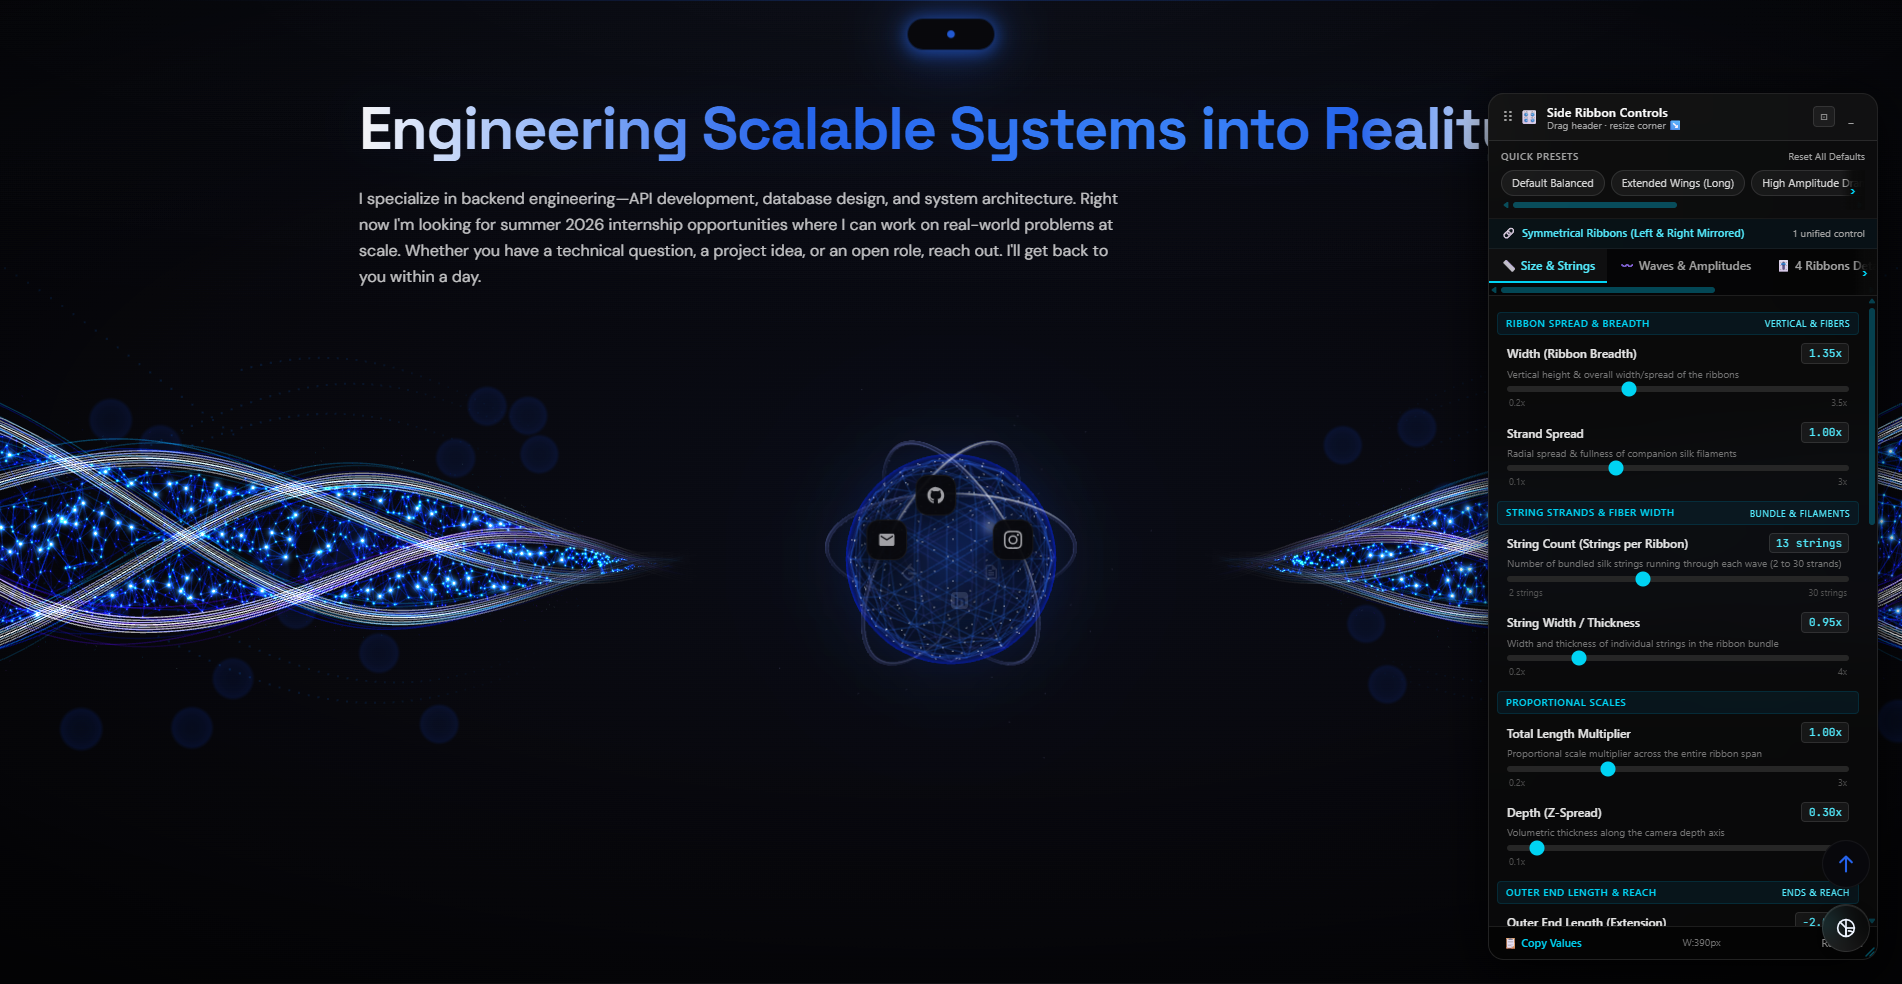 Engineering Scalable Systems into Reality
I specialize in backend engineering—API development, database design, and system architecture. Right
now I'm looking for summer 2026 internship opportunities where I can work on real-world problems at
scale. Whether you have a technical question, a project idea, or an open role, reach out. I'll get back to
you within a day.
in
Side Ribbon Controls
Drag header · resize corner
QUICK PRESETS
Reset All Defaults
Default Balanced
Extended Wings (Long)
High Amplitude
Symmetrical Ribbons (Left & Right Mirrored)
1 unified control
Size & Strings
Waves & Amplitudes
4 Ribbons
RIBBON SPREAD & BREADTH
VERTICAL & FIBERS
Width (Ribbon Breadth)
1.35x
Vertical height & overall width/spread of the ribbons
0.2x
3.5x
Strand Spread
1.00x
Radial spread & fullness of companion silk filaments
0.1x
3x
STRING STRANDS & FIBER WIDTH
BUNDLE & FILAMENTS
String Count (Strings per Ribbon)
13 strings
Number of bundled silk strings running through each wave (2 to 30 strands)
2 strings
30 strings
String Width / Thickness
0.95x
Width and thickness of individual strings in the ribbon bundle
0.2x
4x
PROPORTIONAL SCALES
Total Length Multiplier
1.00x
Proportional scale multiplier across the entire ribbon span
0.2x
3x
Depth (Z-Spread)
0.30x
Volumetric thickness along the camera depth axis
0.1x
OUTER END LENGTH & REACH
ENDS & REACH
Outer End Length (Extension)
-2.
Copy Values
W:390px